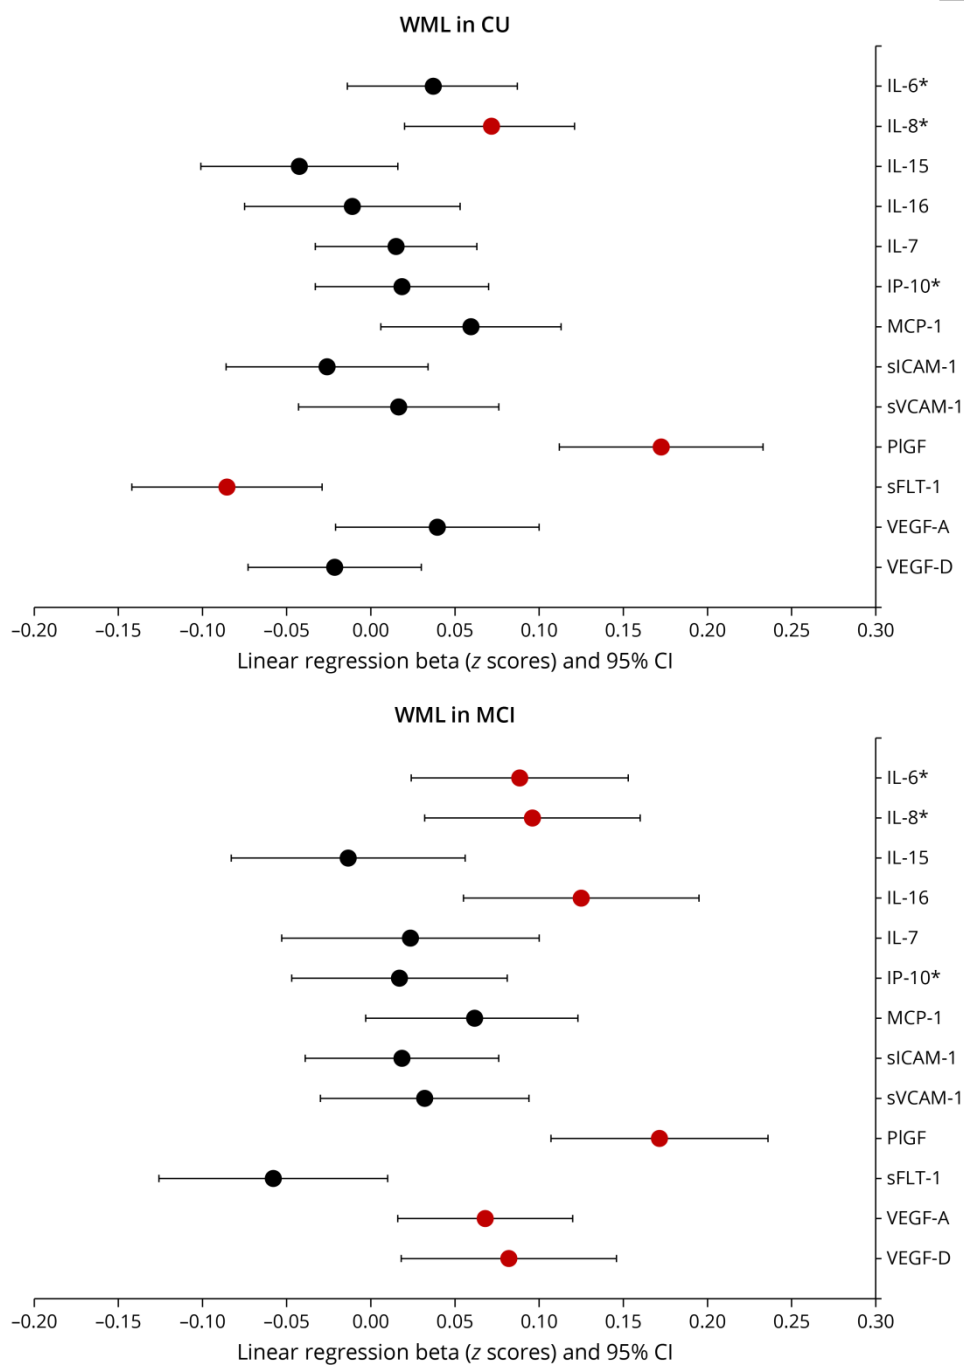 WML in CU
IL-6*
IL-8*
IL-15
IL-16
IL-7
IP-10*
MCP-1
sICAM-1
sVCAM-1
PlGF
sFLT-1
VEGF-A
VEGF-D
−0.20 −0.15 −0.10 −0.05 0.00 0.05 0.10 0.15 0.20 0.25 0.30
Linear regression beta (z scores) and 95% CI
WML in MCI
IL-6*
IL-8*
IL-15
IL-16
IL-7
IP-10*
MCP-1
sICAM-1
sVCAM-1
PlGF
sFLT-1
VEGF-A
VEGF-D
−0.20 −0.15 −0.10 −0.05 0.00 0.05 0.10 0.15 0.20 0.25 0.30
Linear regression beta (z scores) and 95% CI